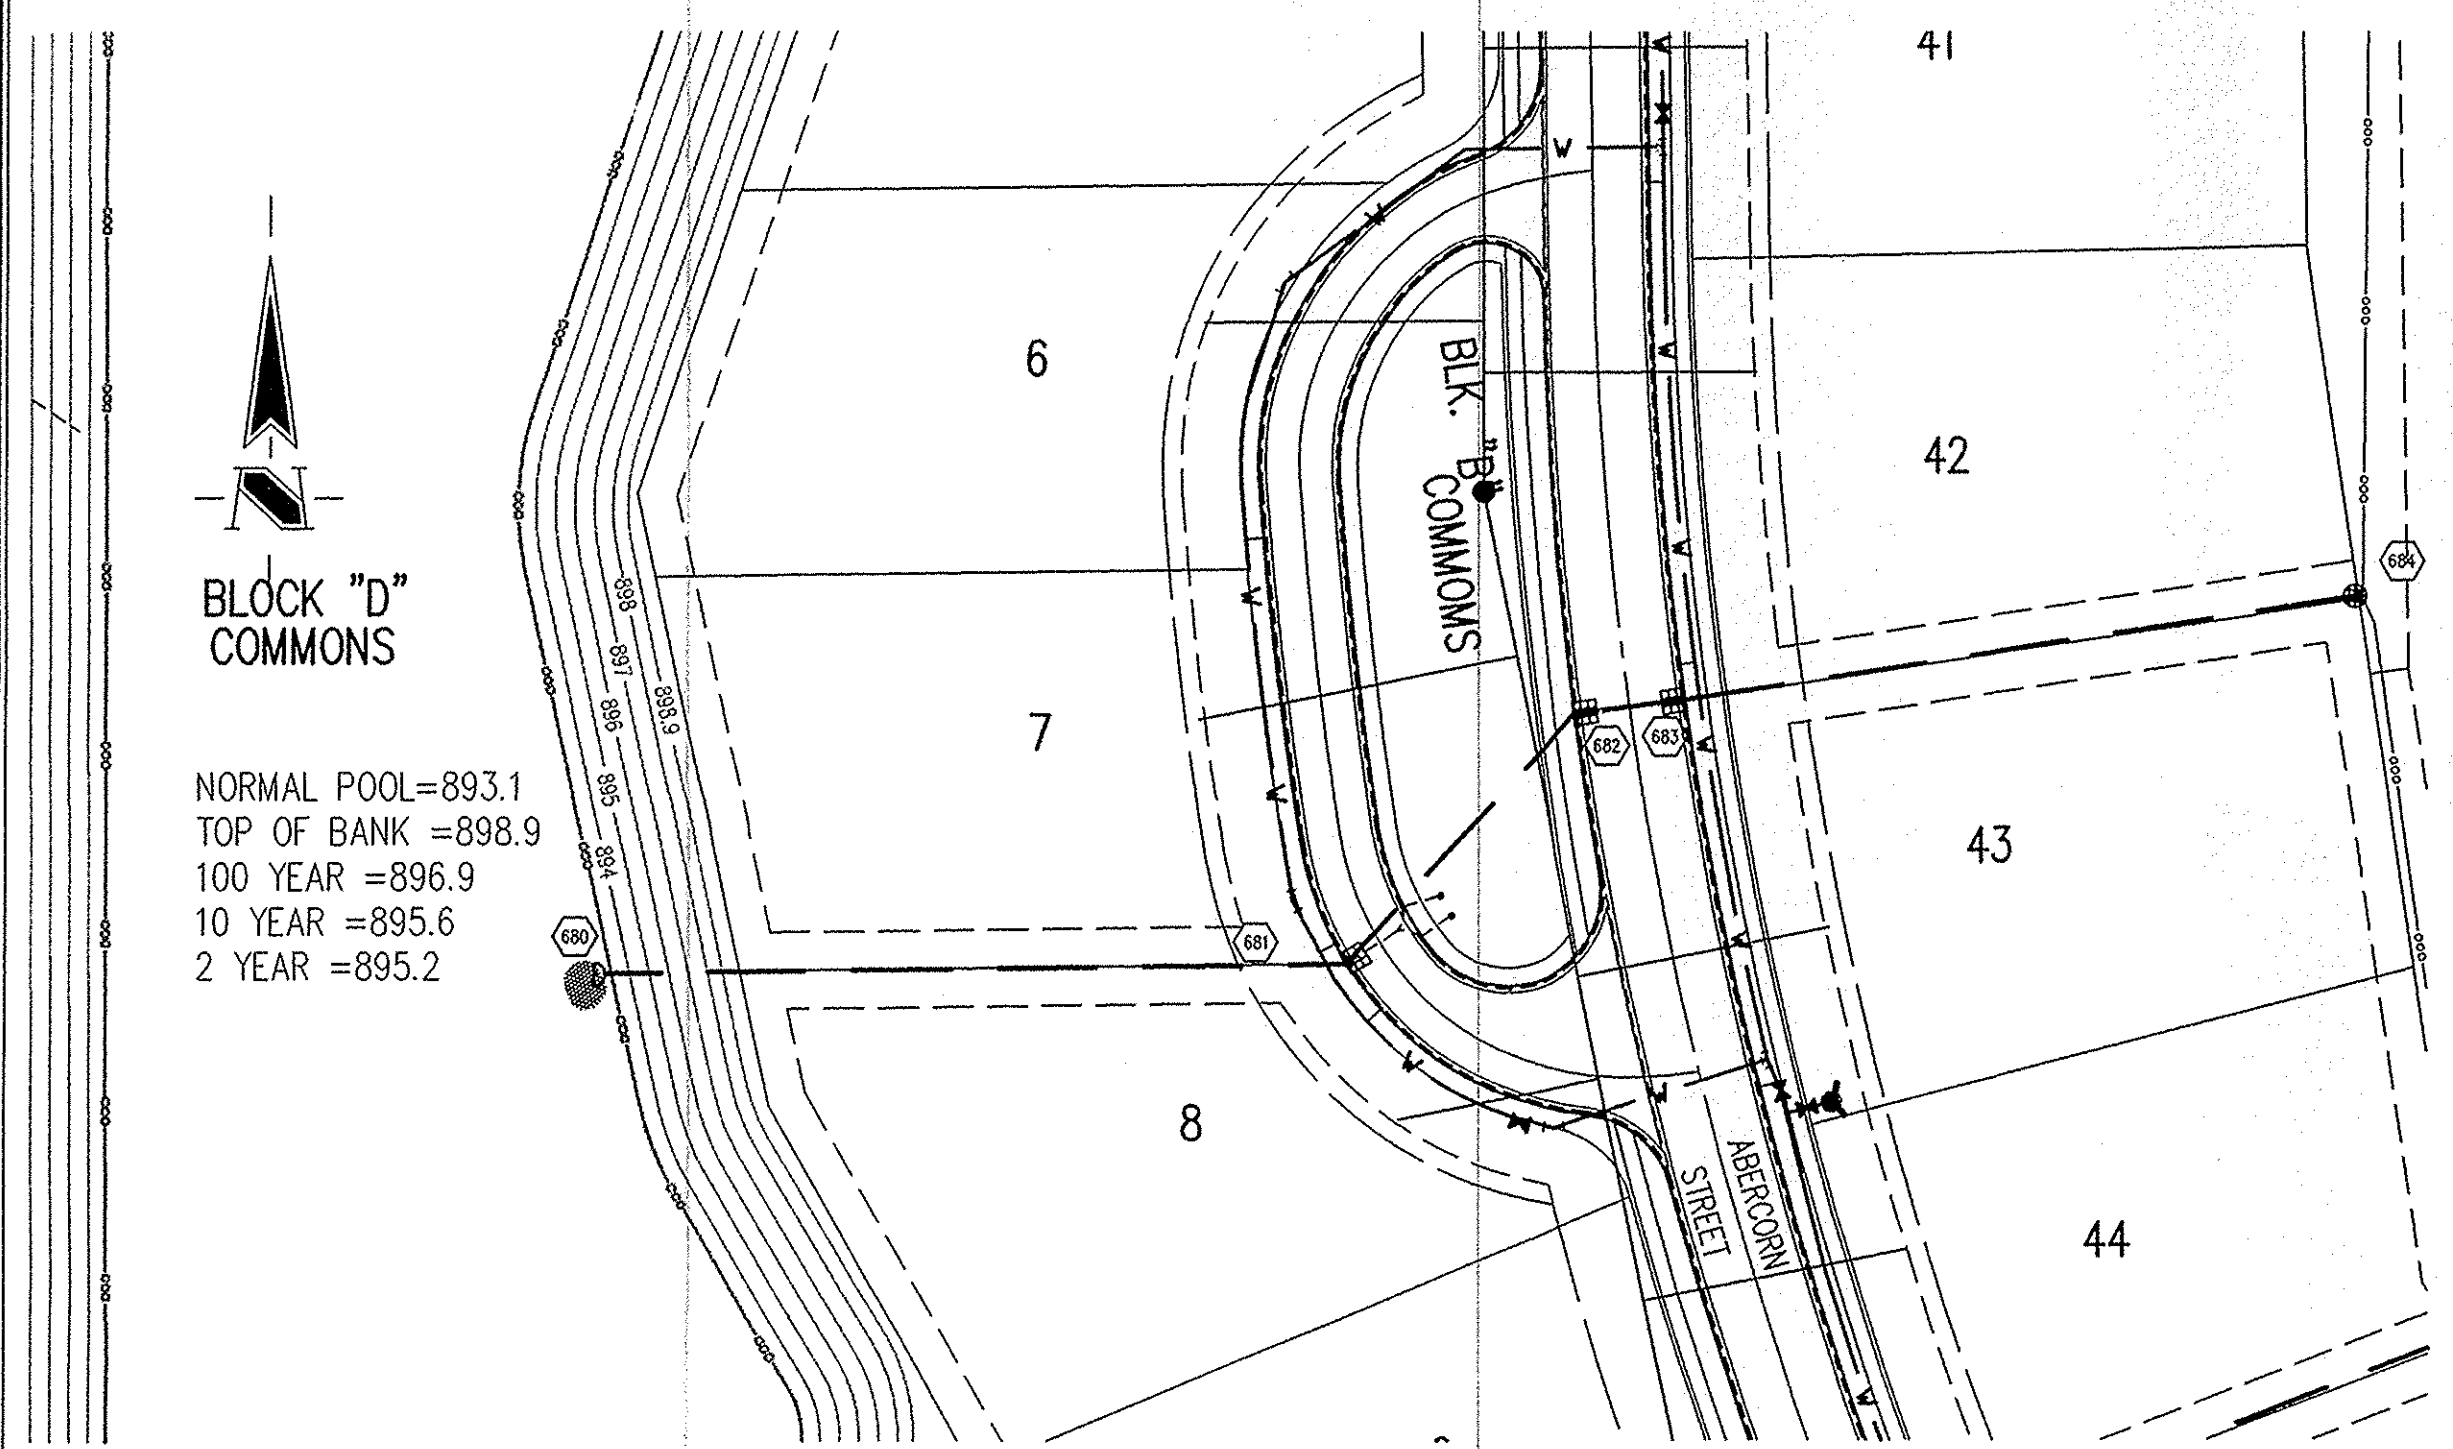 41
W
W
N
6
BLK. "B"
COMMONS
W
42
684
W
BLOCK "D"
COMMONS
W
898
897
898.9
896
895
894
7
682
683
W
W
43
NORMAL POOL=893.1
TOP OF BANK =898.9
100 YEAR =896.9
10 YEAR =895.6
2 YEAR =895.2
680
681
W
W
W
8
ABERCORN
STREET
44
W